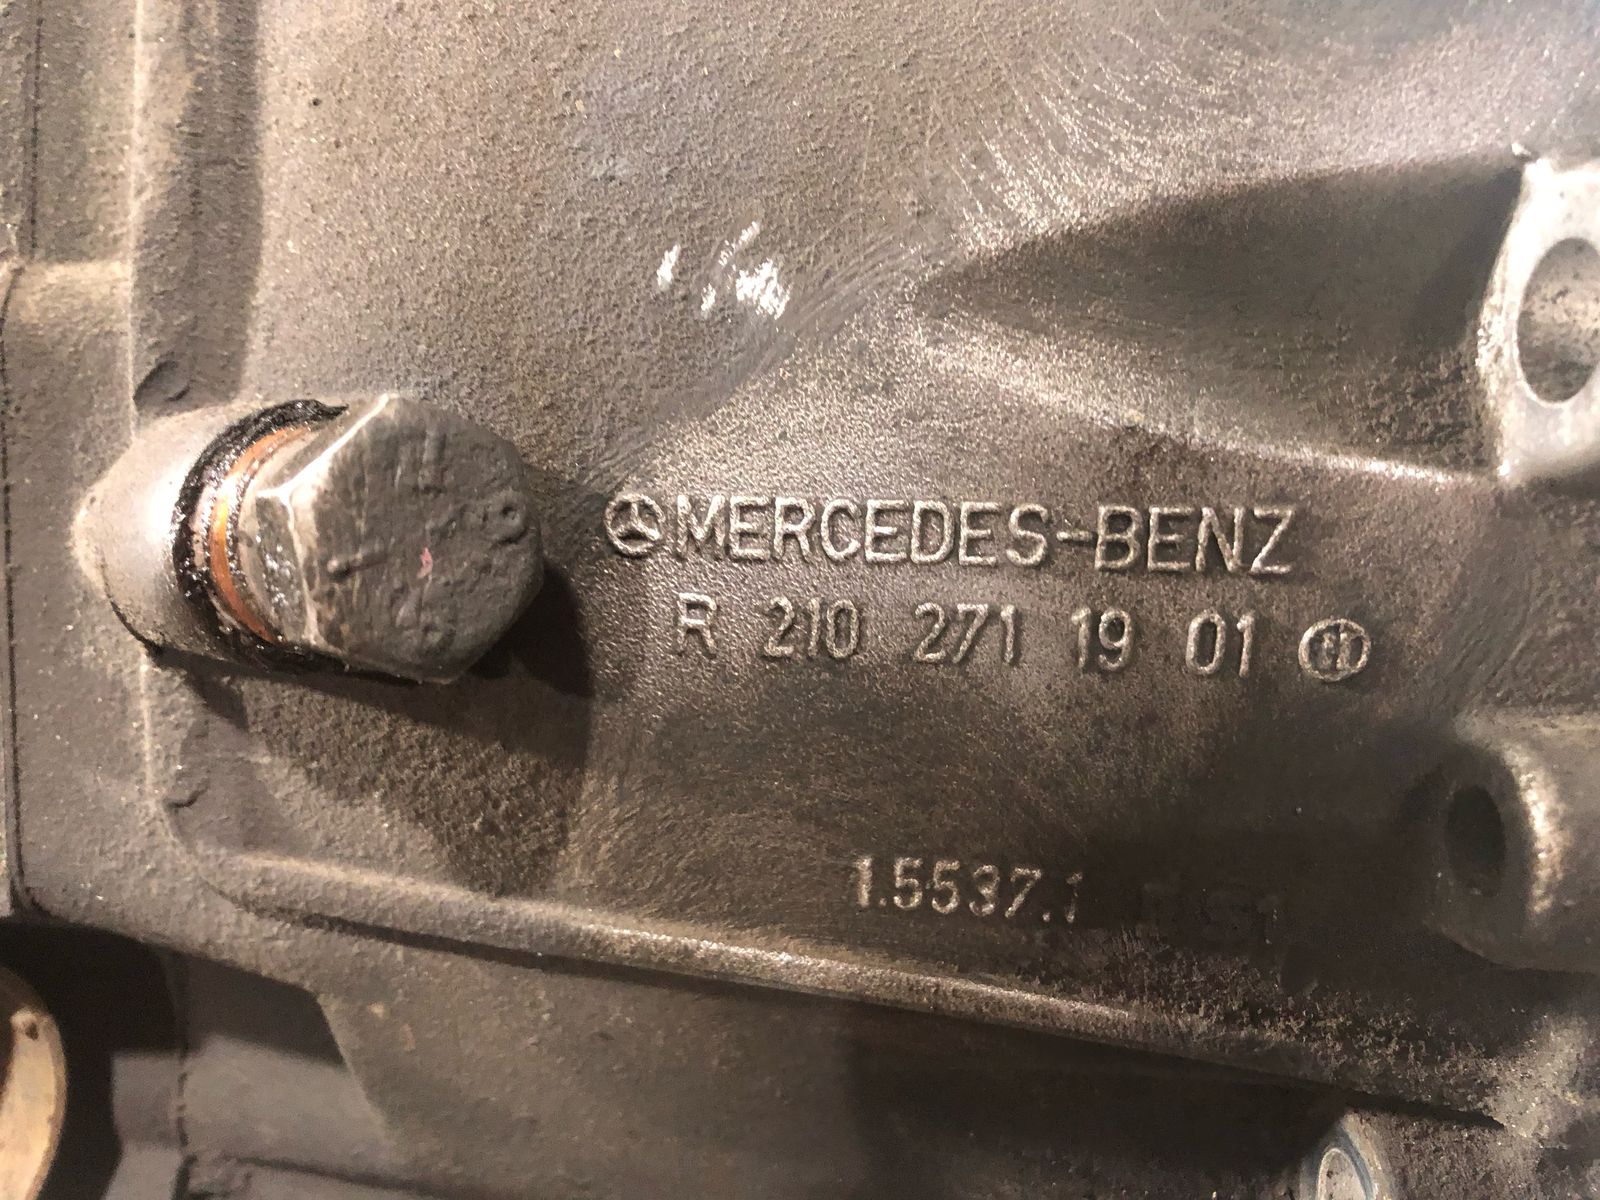 MERCEDES-BENZ
R 210 271 19 01
1.5537.1